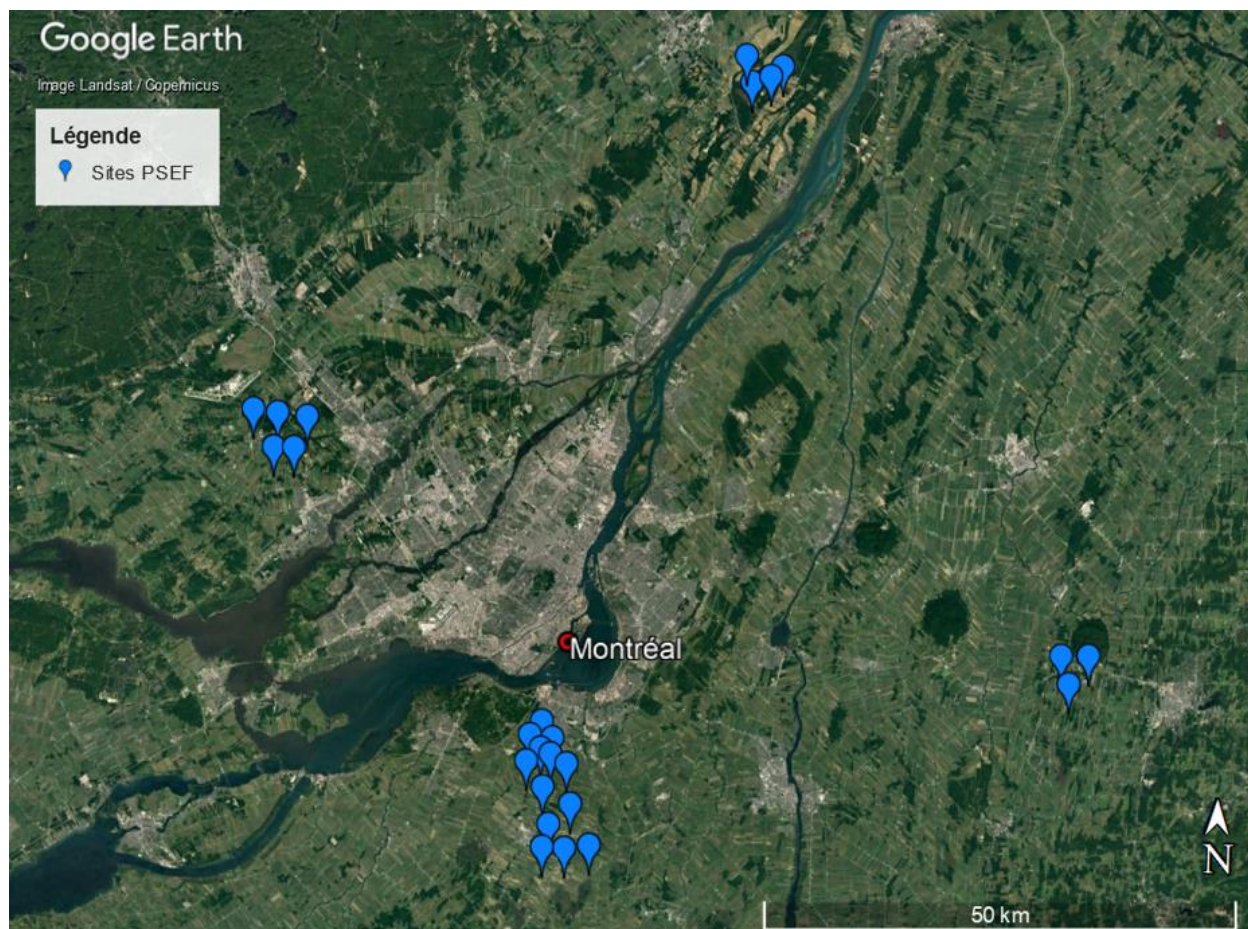 Google Earth
Image Landsat / Copernicus
Légende
Sites PSEF
Montréal
N
50 km